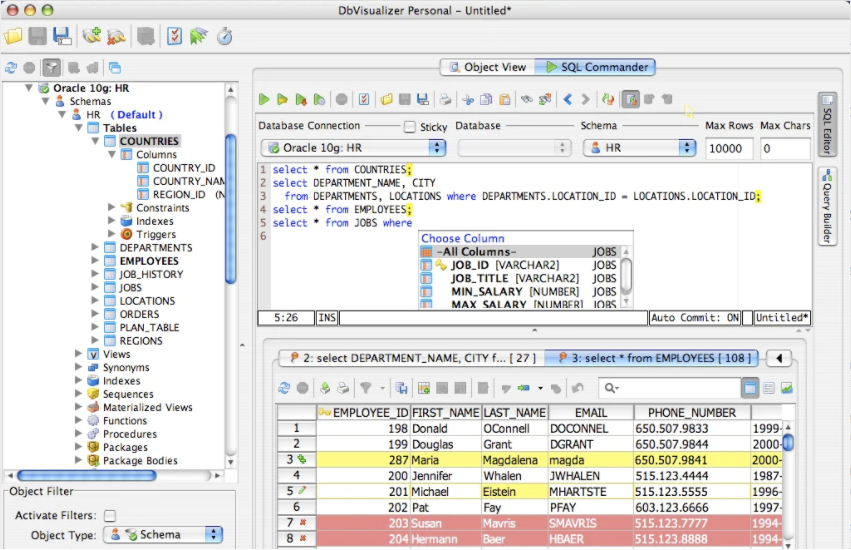 DbVisualizer Personal - Untitled*
Object View
SQL Commander
Oracle 10g: HR
Schemas
HR (Default)
Tables
COUNTRIES
Columns
COUNTRY_ID
COUNTRY_NAM
REGION_ID (N
Constraints
Indexes
Triggers
DEPARTMENTS
EMPLOYEES
JOB_HISTORY
JOBS
LOCATIONS
ORDERS
PLAN_TABLE
REGIONS
Views
Synonyms
Indexes
Sequences
Materialized Views
Functions
Procedures
Packages
Package Bodies
Object Filter
Activate Filters:
Object Type: Schema
Database Connection Sticky Database Schema Max Rows Max Chars
Oracle 10g: HR HR 10000 0
1 select * from COUNTRIES;
2 select DEPARTMENT_NAME, CITY
3 from DEPARTMENTS, LOCATIONS where DEPARTMENTS.LOCATION_ID = LOCATIONS.LOCATION_ID;
4 select * from EMPLOYEES;
5 select * from JOBS where
6
Choose Column
-All Columns- JOBS
JOB_ID [VARCHAR2] JOBS
JOB_TITLE [VARCHAR2] JOBS
MIN_SALARY [NUMBER] JOBS
MAX_SALARY [NUMBER] JOBS
5:26 INS Auto Commit: ON Untitled*
SQL Editor
Query Builder
2: select DEPARTMENT_NAME, CITY f... [ 27 ] 3: select * from EMPLOYEES [ 108 ]
EMPLOYEE_ID FIRST_NAME LAST_NAME EMAIL PHONE_NUMBER
1 198 Donald OConnell DOCONNEL 650.507.9833 1999-
2 199 Douglas Grant DGRANT 650.507.9844 2000-
3 287 Maria Magdalena magda 650.507.9841 2000-
4 200 Jennifer Whalen JWHALEN 515.123.4444 1987-
5 201 Michael Eistein MHARTSTE 515.123.5555 1996-
6 202 Pat Fay PFAY 603.123.6666 1997-
7 203 Susan Mavris SMAVRIS 515.123.7777 1994-
8 204 Hermann Baer HBAER 515.123.8888 1994-